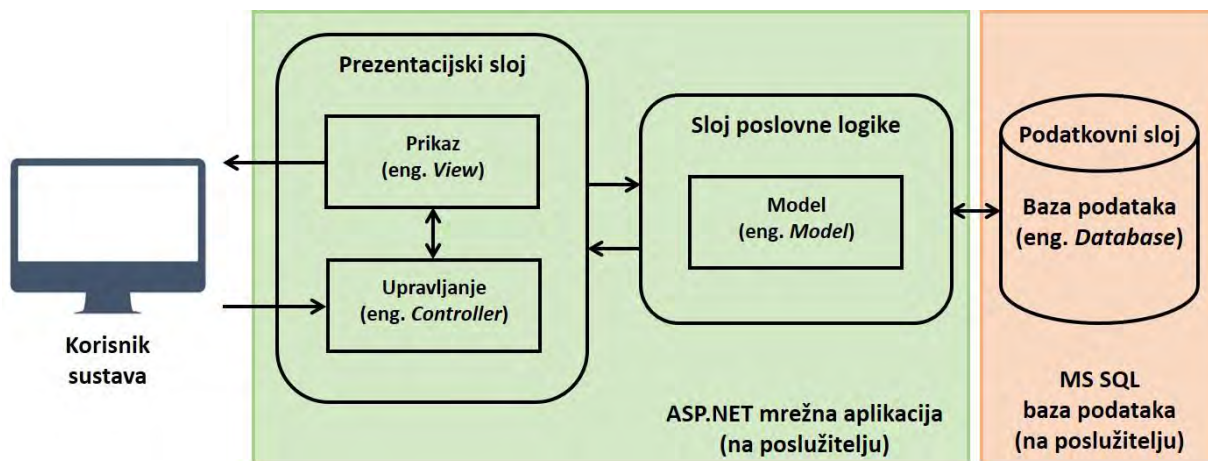 Korisnik
sustava
Prezentacijski sloj
Prikaz
(eng. View)
Upravljanje
(eng. Controller)
Sloj poslovne logike
Model
(eng. Model)
ASP.NET mrežna aplikacija
(na poslužitelju)
Podatkovni sloj
Baza podataka
(eng. Database)
MS SQL
baza podataka
(na poslužitelju)